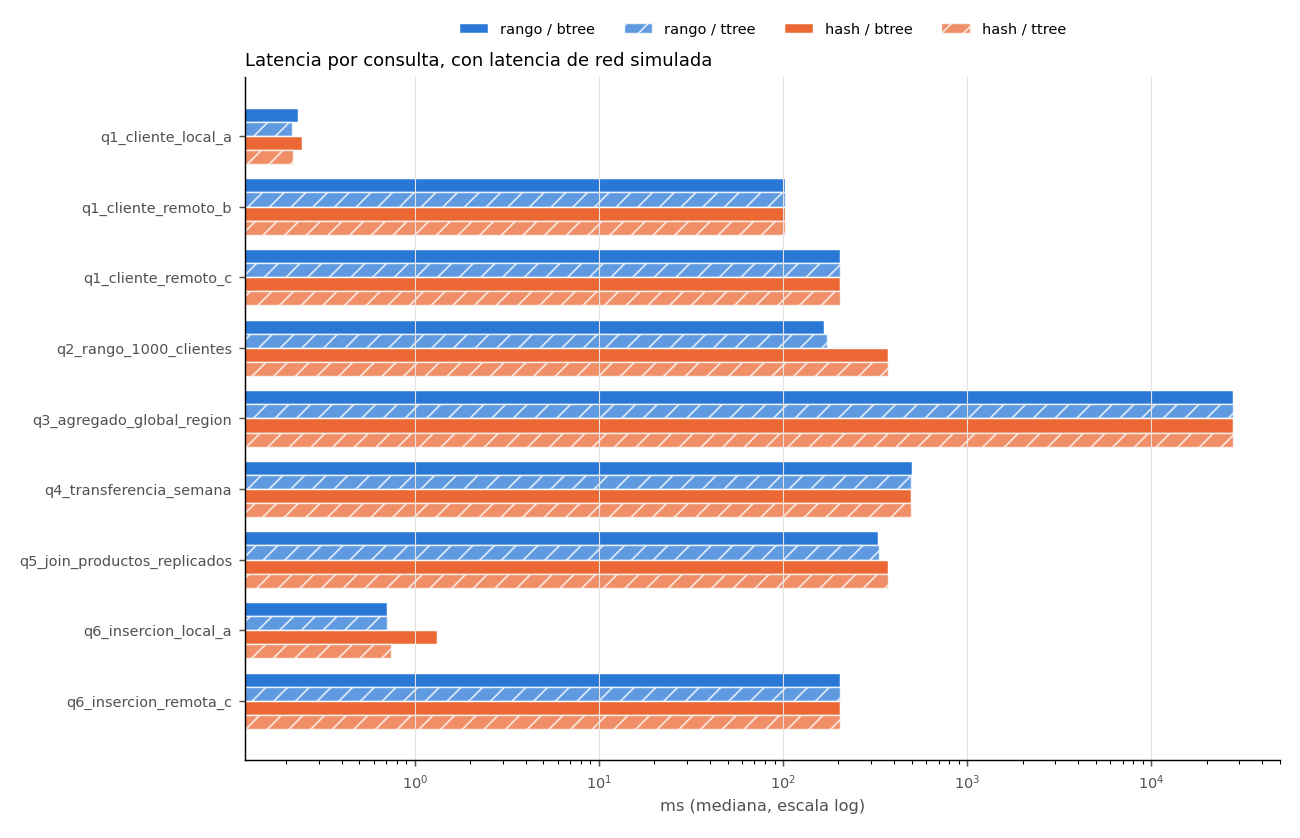 rango / btree rango / ttree hash / btree hash / ttree
Latencia por consulta, con latencia de red simulada
q1_cliente_local_a
q1_cliente_remoto_b
q1_cliente_remoto_c
q2_rango_1000_clientes
q3_agregado_global_region
q4_transferencia_semana
q5_join_productos_replicados
q6_insercion_local_a
q6_insercion_remota_c
10⁰ 10¹ 10² 10³ 10⁴
ms (mediana, escala log)